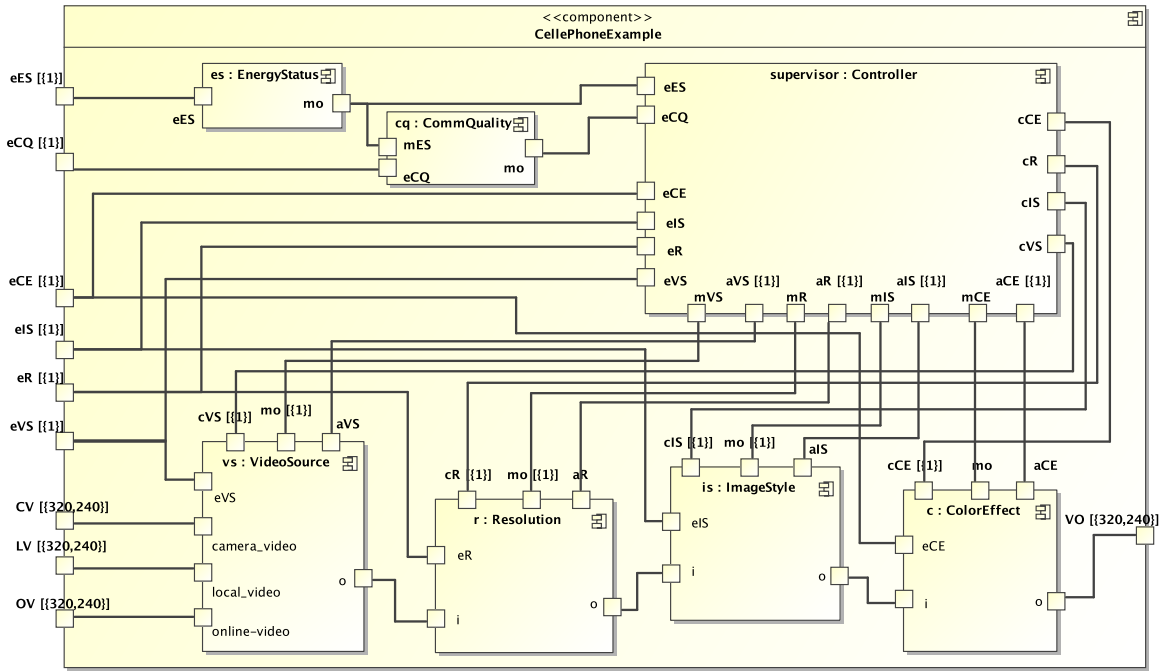 <<component>>
CellePhoneExample
eES [{1}]
es : EnergyStatus
mo
eES
eCQ [{1}]
cq : CommQuality
mES
eCQ
mo
supervisor : Controller
eES
eCQ
eCE
eIS
eR
eVS
cCE
cR
cIS
cVS
mVS
aVS [{1}]
mR
aR [{1}]
mIS
aIS [{1}]
mCE
aCE [{1}]
eCE [{1}]
eIS [{1}]
eR [{1}]
eVS [{1}]
CV [{320,240}]
LV [{320,240}]
OV [{320,240}]
cVS [{1}]
mo [{1}]
aVS
vs : VideoSource
eVS
camera_video
local_video
online-video
o
cR [{1}]
mo [{1}]
aR
r : Resolution
eR
i
o
cIS [{1}]
mo [{1}]
aIS
is : ImageStyle
eIS
i
o
cCE [{1}]
mo
aCE
c : ColorEffect
eCE
i
o
VO [{320,240}]